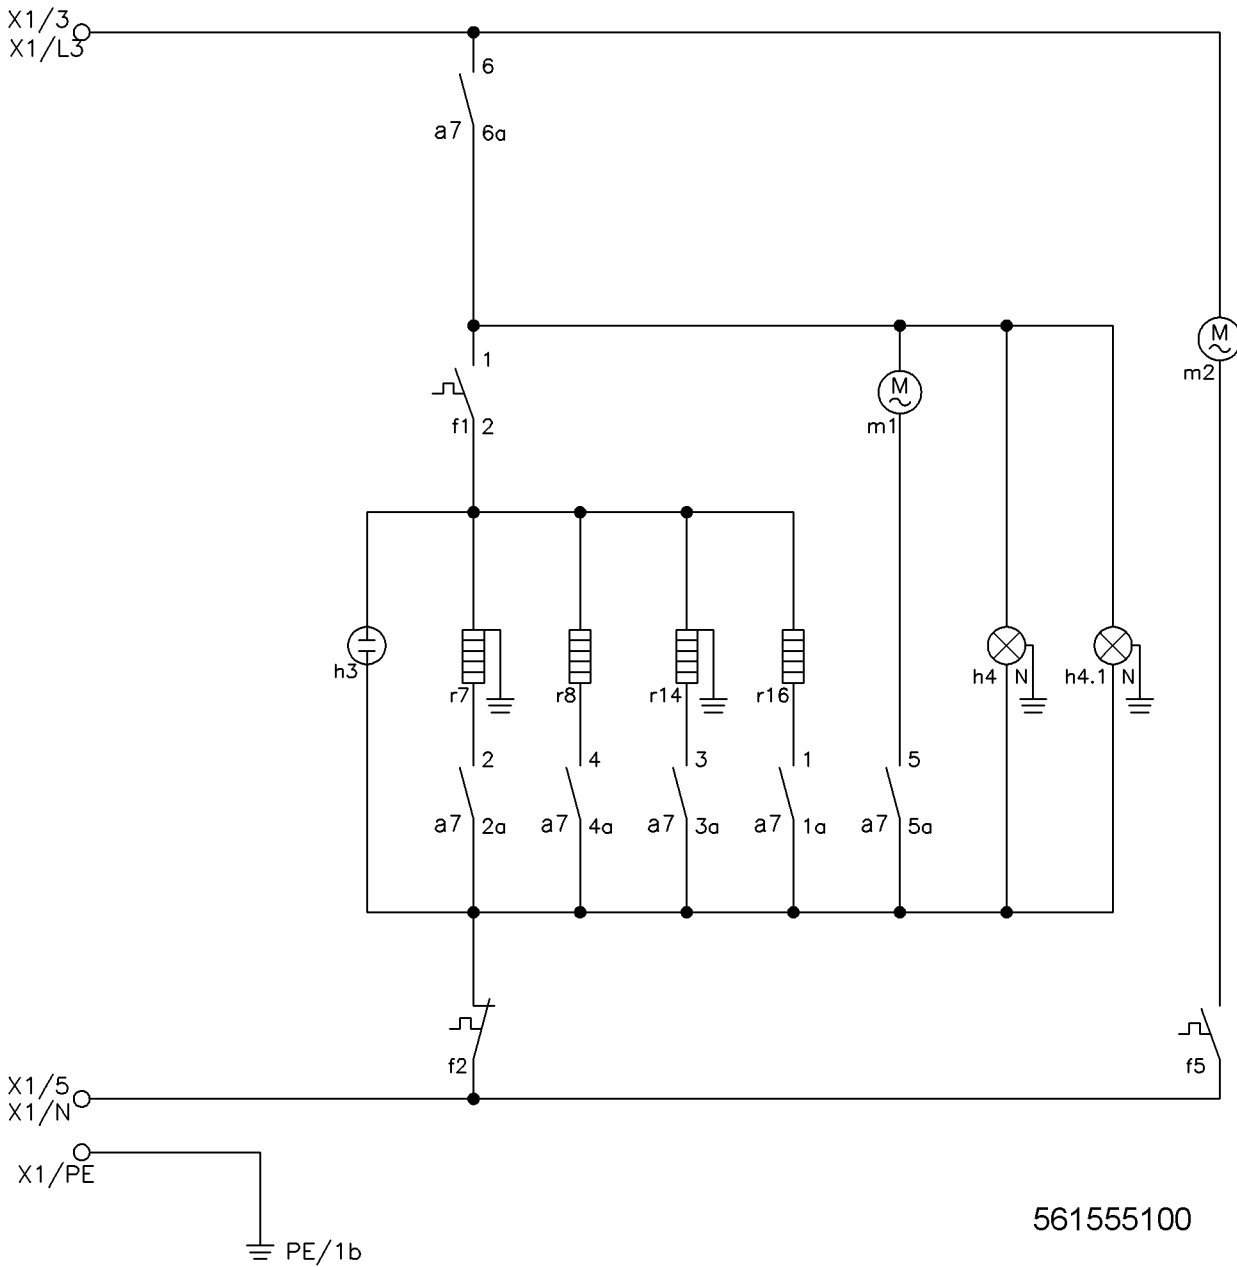 X1/3
X1/L3
6
a7 6a
1
f1 2
M
m1
M
m2
h3
r7
r8
r14
r16
h4 N
h4.1 N
2
4
3
1
5
a7 2a
a7 4a
a7 3a
a7 1a
a7 5a
f2
f5
X1/5
X1/N
X1/PE
PE/1b
561555100